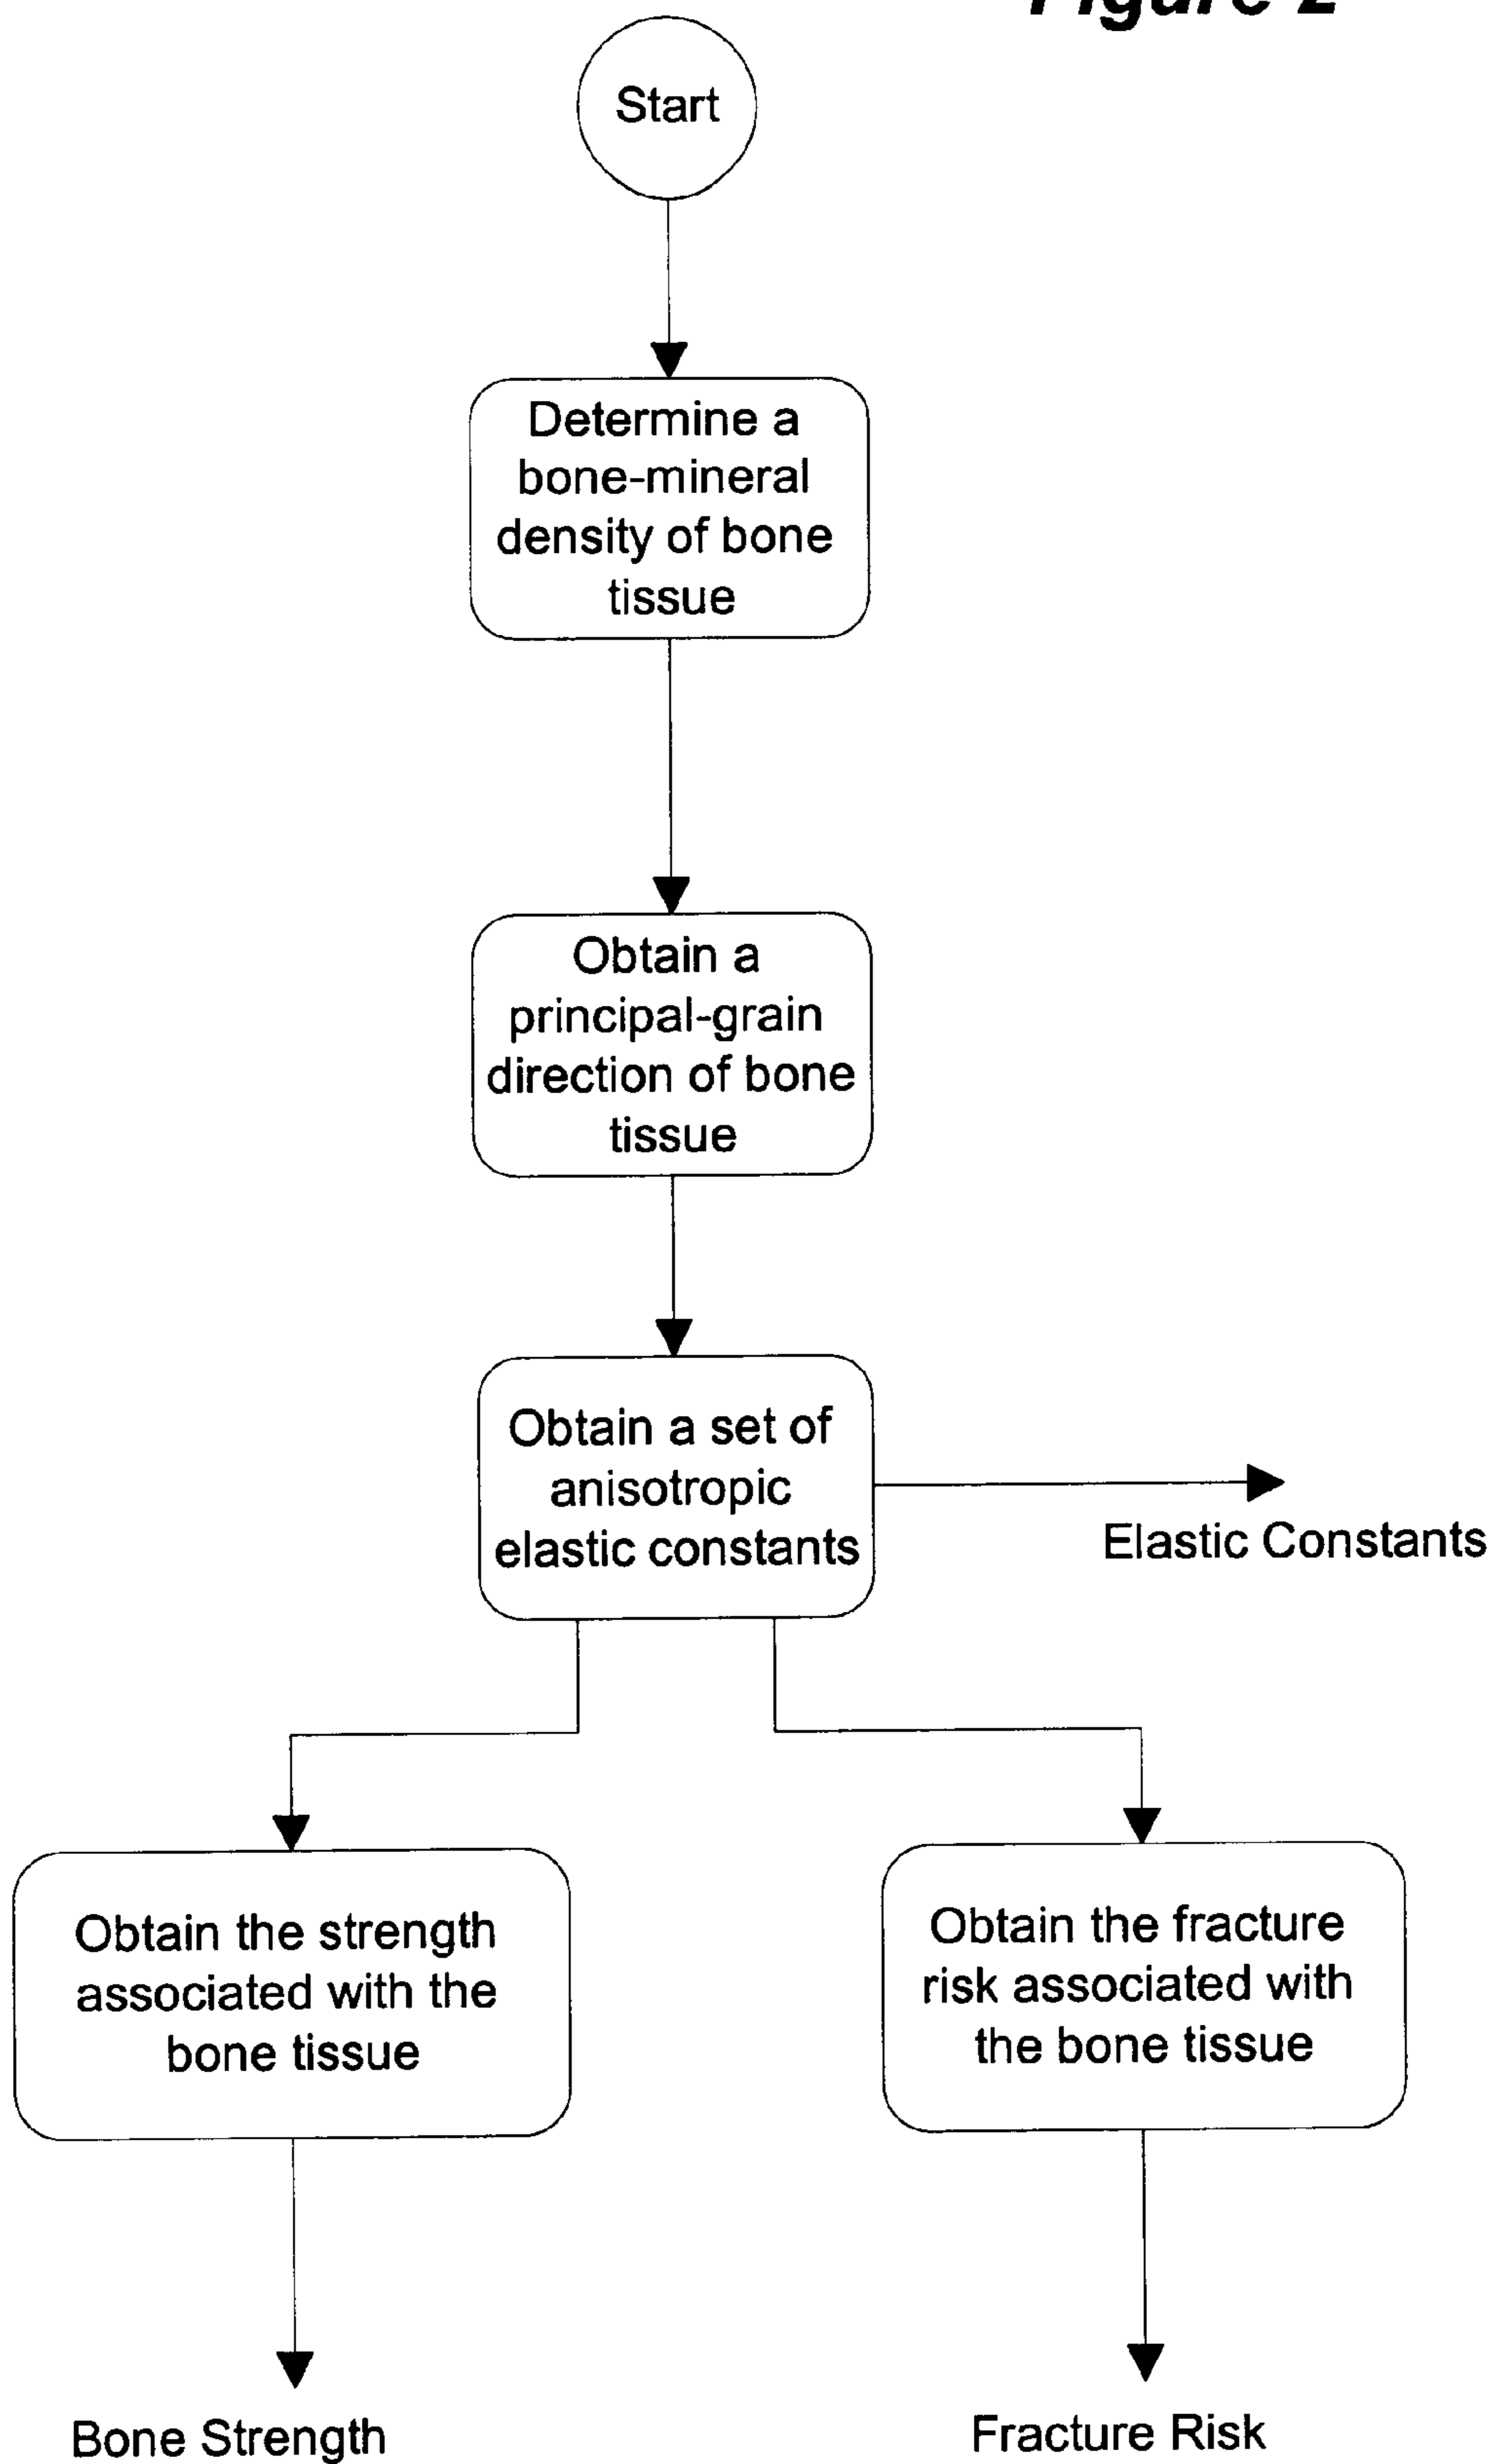 Figure 2
Start
Determine a
bone-mineral
density of bone
tissue
Obtain a
principal-grain
direction of bone
tissue
Obtain a set of
anisotropic
elastic constants
Elastic Constants
Obtain the strength
associated with the
bone tissue
Obtain the fracture
risk associated with
the bone tissue
Bone Strength
Fracture Risk